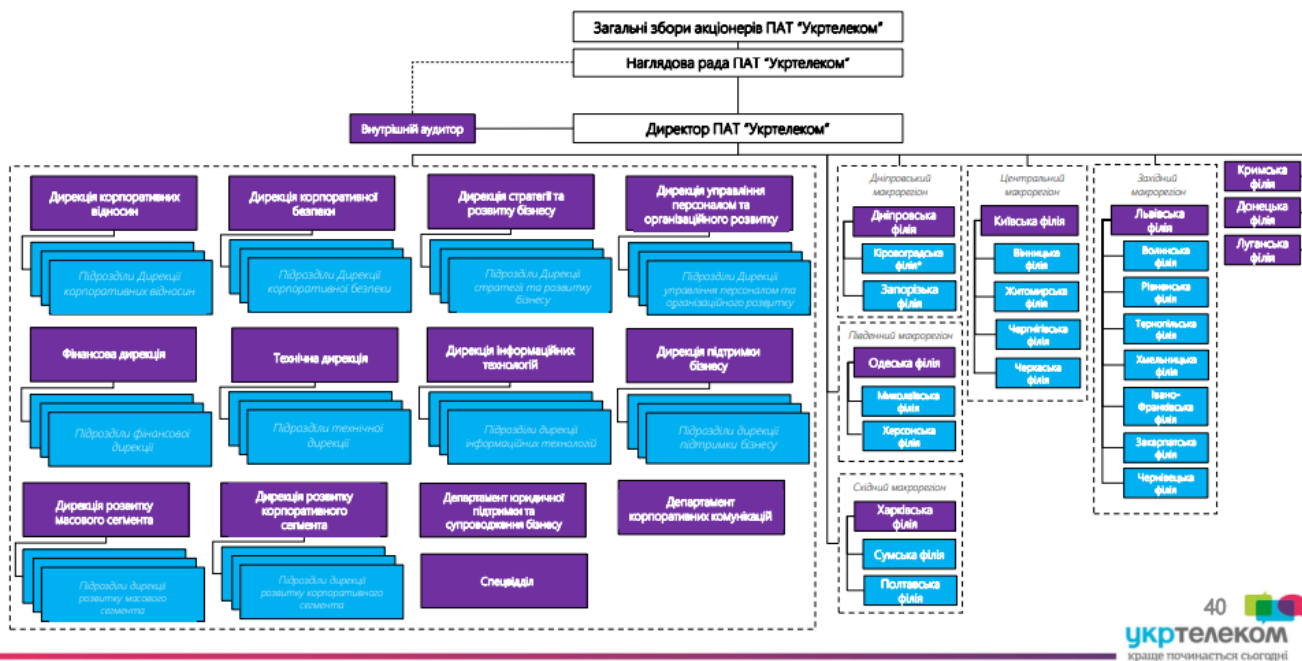 Загальні збори акціонерів ПАТ "Укртелеком"
Наглядова рада ПАТ "Укртелеком"
Внутрішній аудитор
Директор ПАТ "Укртелеком"
Дирекція корпоративних
відносин
Підрозділи Дирекції
корпоративних відносин
Дирекція корпоративної
безпеки
Підрозділи Дирекції
корпоративної безпеки
Дирекція стратегії та
розвитку бізнесу
Підрозділи Дирекції
стратегії та розвитку
бізнесу
Дирекція управління
персоналом та
організаційного розвитку
Підрозділи Дирекції
управління персоналом та
організаційного розвитку
Фінансова дирекція
Підрозділи фінансової
дирекції
Технічна дирекція
Підрозділи технічної
дирекції
Дирекція інформаційних
технологій
Підрозділи дирекції
інформаційних технологій
Дирекція підтримки
бізнесу
Підрозділи дирекції
підтримки бізнесу
Дирекція розвитку
масового сегмента
Підрозділи дирекції
розвитку масового
сегмента
Дирекція розвитку
корпоративного
сегмента
Підрозділи дирекції
розвитку корпоративного
сегмента
Департамент юридичної
підтримки та
супроводження бізнесу
Департамент
корпоративних комунікацій
Спецвідділ
Дніпровський
макрорегіон
Дніпровська
філія
Кіровоградська
філія*
Запорізька
філія
Південний макрорегіон
Одеська філія
Миколаївська
філія
Херсонська
філія
Східний макрорегіон
Харківська
філія
Сумська філія
Полтавська
філія
Центральний
макрорегіон
Київська філія
Вінницька
філія
Житомирська
філія
Чернігівська
філія
Черкаська
філія
Західний
макрорегіон
Львівська
філія
Волинська
філія
Рівненська
філія
Тернопільська
філія
Хмельницька
філія
Івано-
Франківська
філія
Закарпатська
філія
Чернівецька
філія
Кримська
філія
Донецька
філія
Луганська
філія
40
укртелеком
краще починається сьогодні